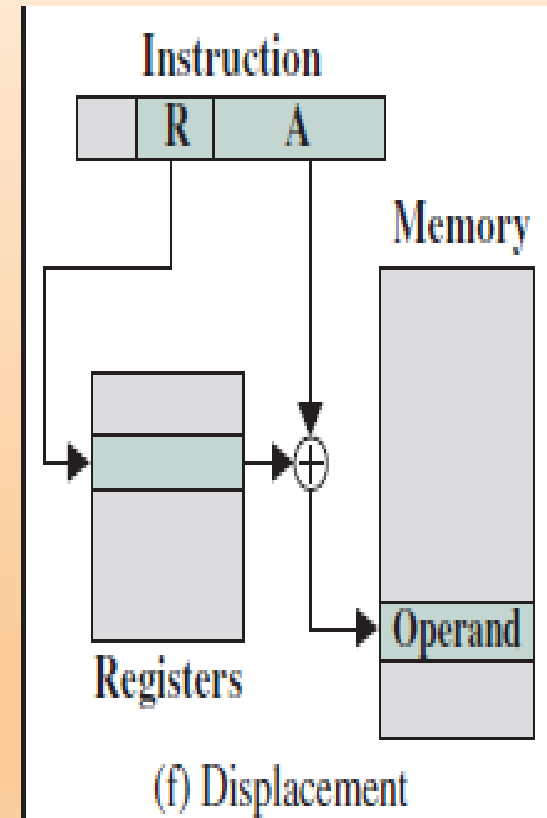 Instruction
R A
Memory
+
Operand
Registers
(f) Displacement